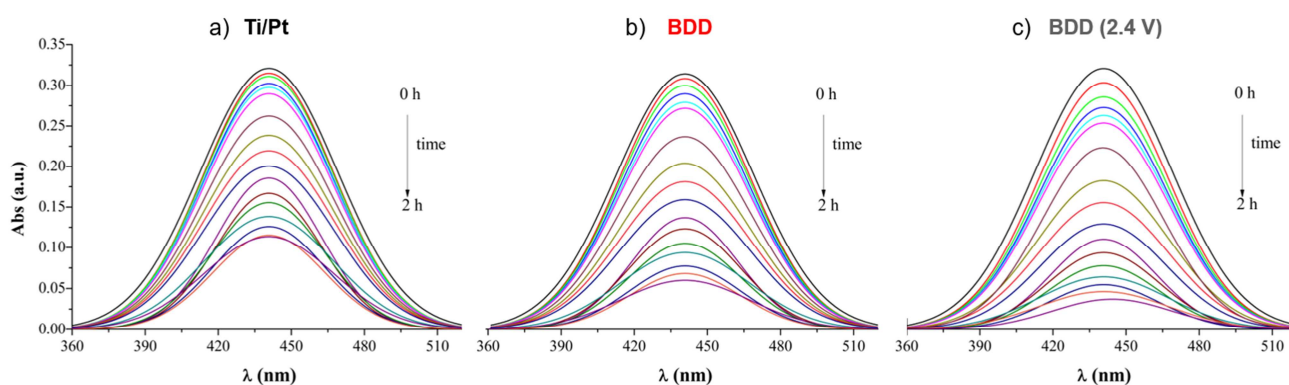 a) Ti/Pt
b) BDD
c) BDD (2.4 V)
Abs (a.u.)
0.35
0.30
0.25
0.20
0.15
0.10
0.05
0.00
0 h
time
2 h
0 h
time
2 h
0 h
time
2 h
360 390 420 450 480 510
360 390 420 450 480 510
360 390 420 450 480 510
λ (nm)
λ (nm)
λ (nm)